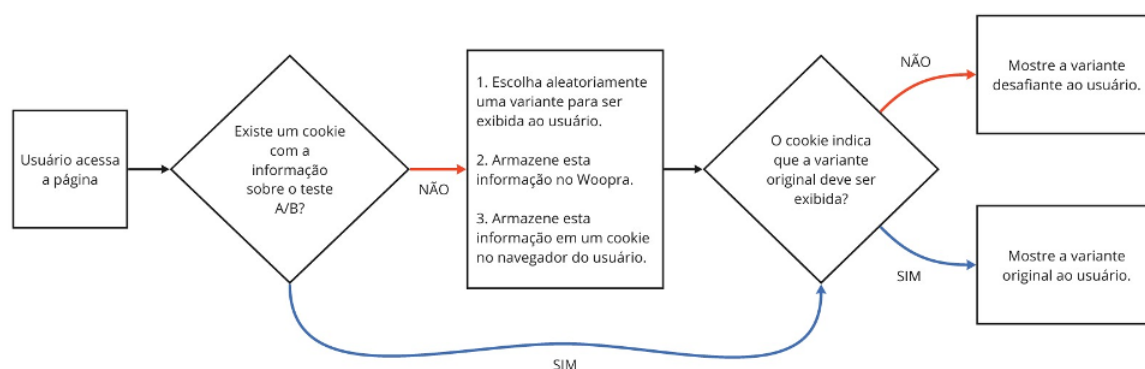 Usuário acessa
a página
Existe um cookie
com a
informação
sobre o teste
A/B?
NÃO
1. Escolha aleatoriamente
uma variante para ser
exibida ao usuário.
2. Armazene esta
informação no Woopra.
3. Armazene esta
informação em um cookie
no navegador do usuário.
SIM
O cookie indica
que a variante
original deve ser
exibida?
NÃO
Mostre a variante
desafiante ao usuário.
SIM
Mostre a variante
original ao usuário.